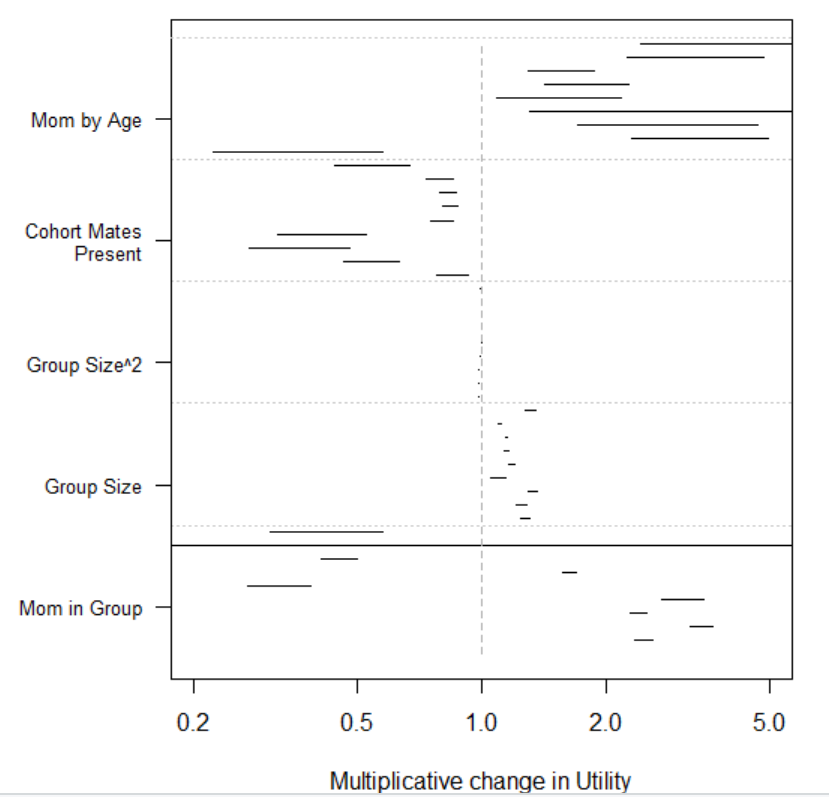 Mom by Age
Cohort Mates
Present
Group Size^2
Group Size
Mom in Group
0.2 0.5 1.0 2.0 5.0
Multiplicative change in Utility